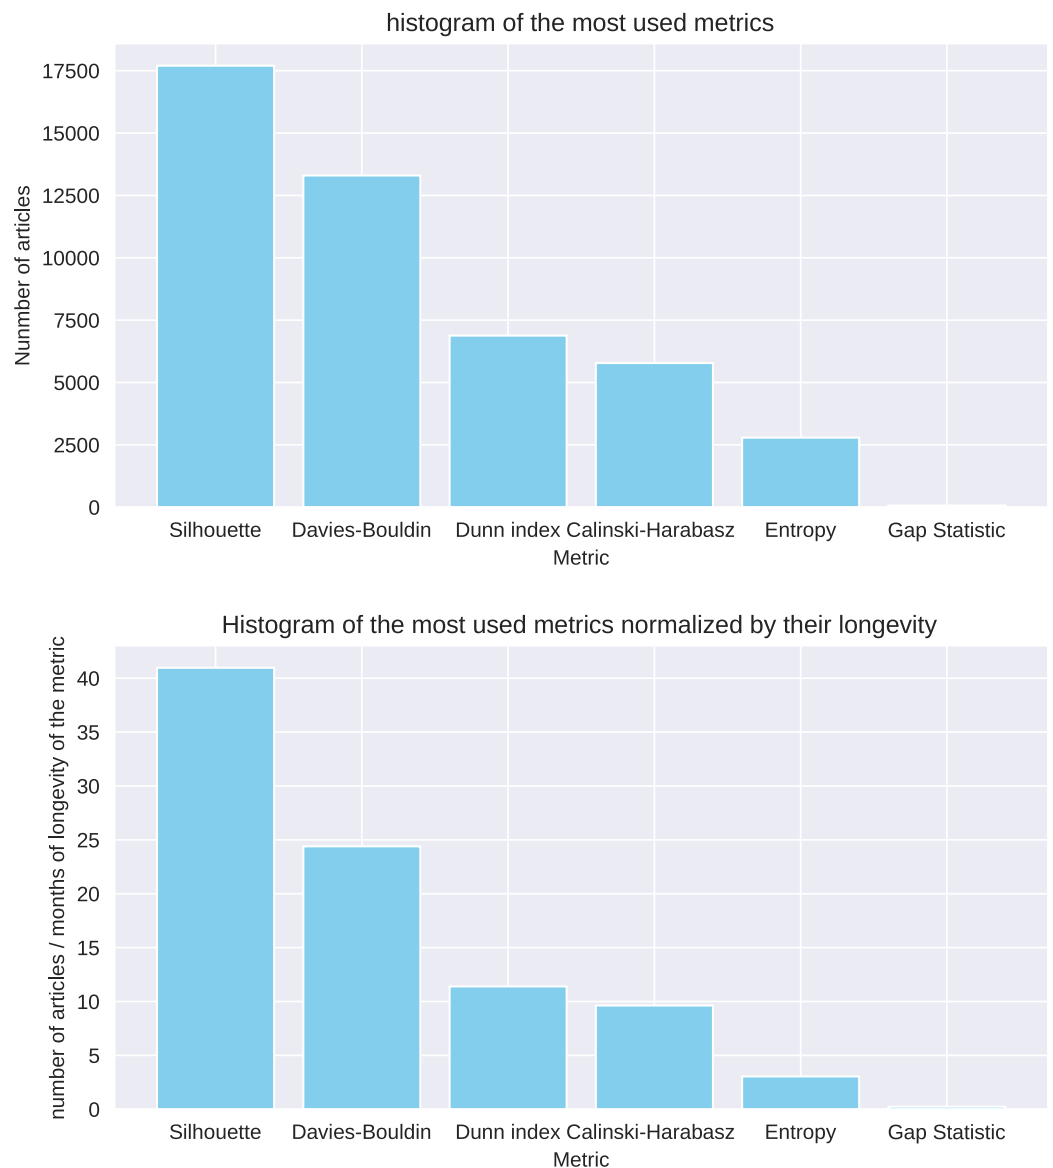 histogram of the most used metrics
Nunmber of articles
17500
15000
12500
10000
7500
5000
2500
0
Silhouette Davies-Bouldin Dunn index Calinski-Harabasz Entropy Gap Statistic
Metric
Histogram of the most used metrics normalized by their longevity
number of articles / months of longevity of the metric
40
35
30
25
20
15
10
5
0
Silhouette Davies-Bouldin Dunn index Calinski-Harabasz Entropy Gap Statistic
Metric